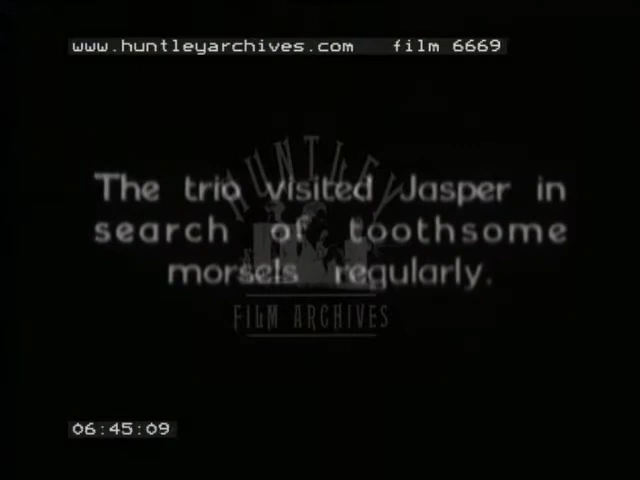 www.huntleyarchives.com film 6669
HUNTLEY
The trio visited Jasper in
search of toothsome
morsels regularly.
FILM ARCHIVES
06:45:09